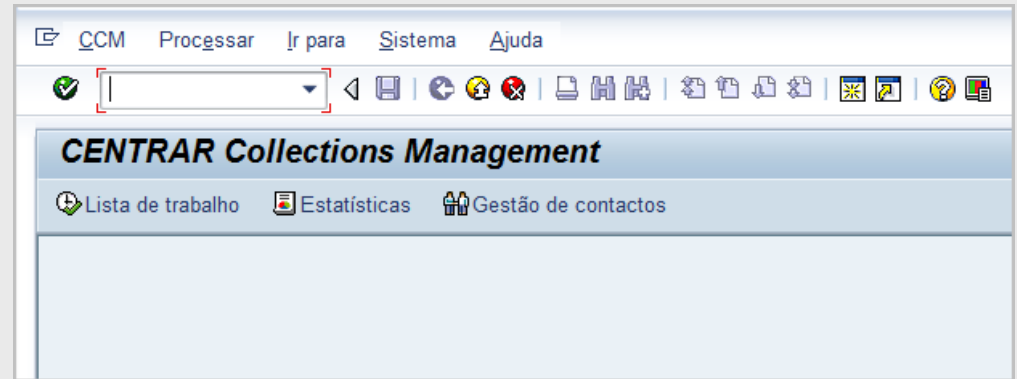 CCM Processar Ir para Sistema Ajuda
CENTRAR Collections Management
Lista de trabalho Estatísticas Gestão de contactos